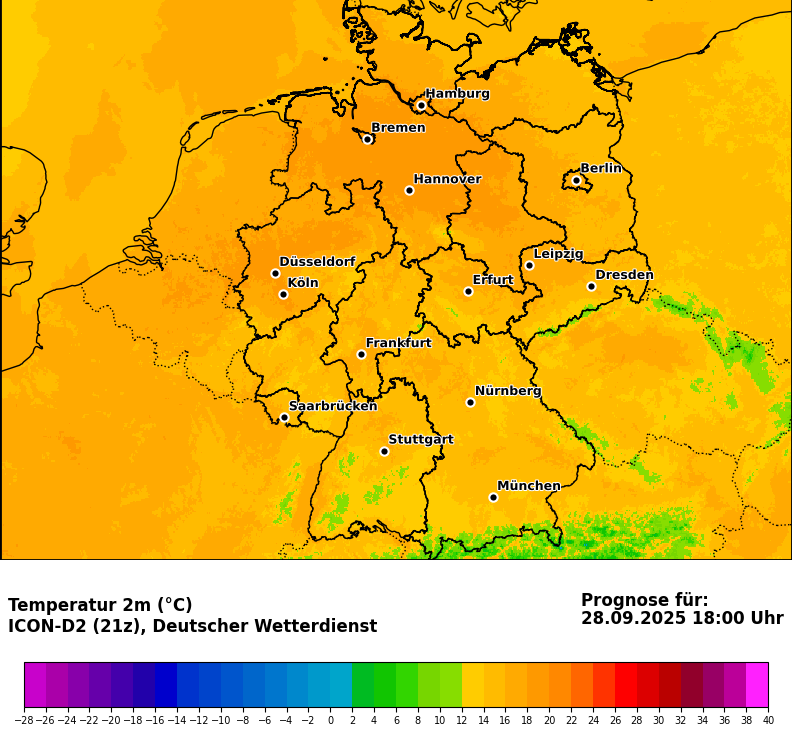 Hamburg
Bremen
Berlin
Hannover
Leipzig
Düsseldorf
Dresden
Köln
Erfurt
Frankfurt
Nürnberg
Saarbrücken
Stuttgart
München
Temperatur 2m (°C)
ICON-D2 (21z), Deutscher Wetterdienst
Prognose für:
28.09.2025 18:00 Uhr
−28 −26 −24 −22 −20 −18 −16 −14 −12 −10 −8 −6 −4 −2 0 2 4 6 8 10 12 14 16 18 20 22 24 26 28 30 32 34 36 38 40